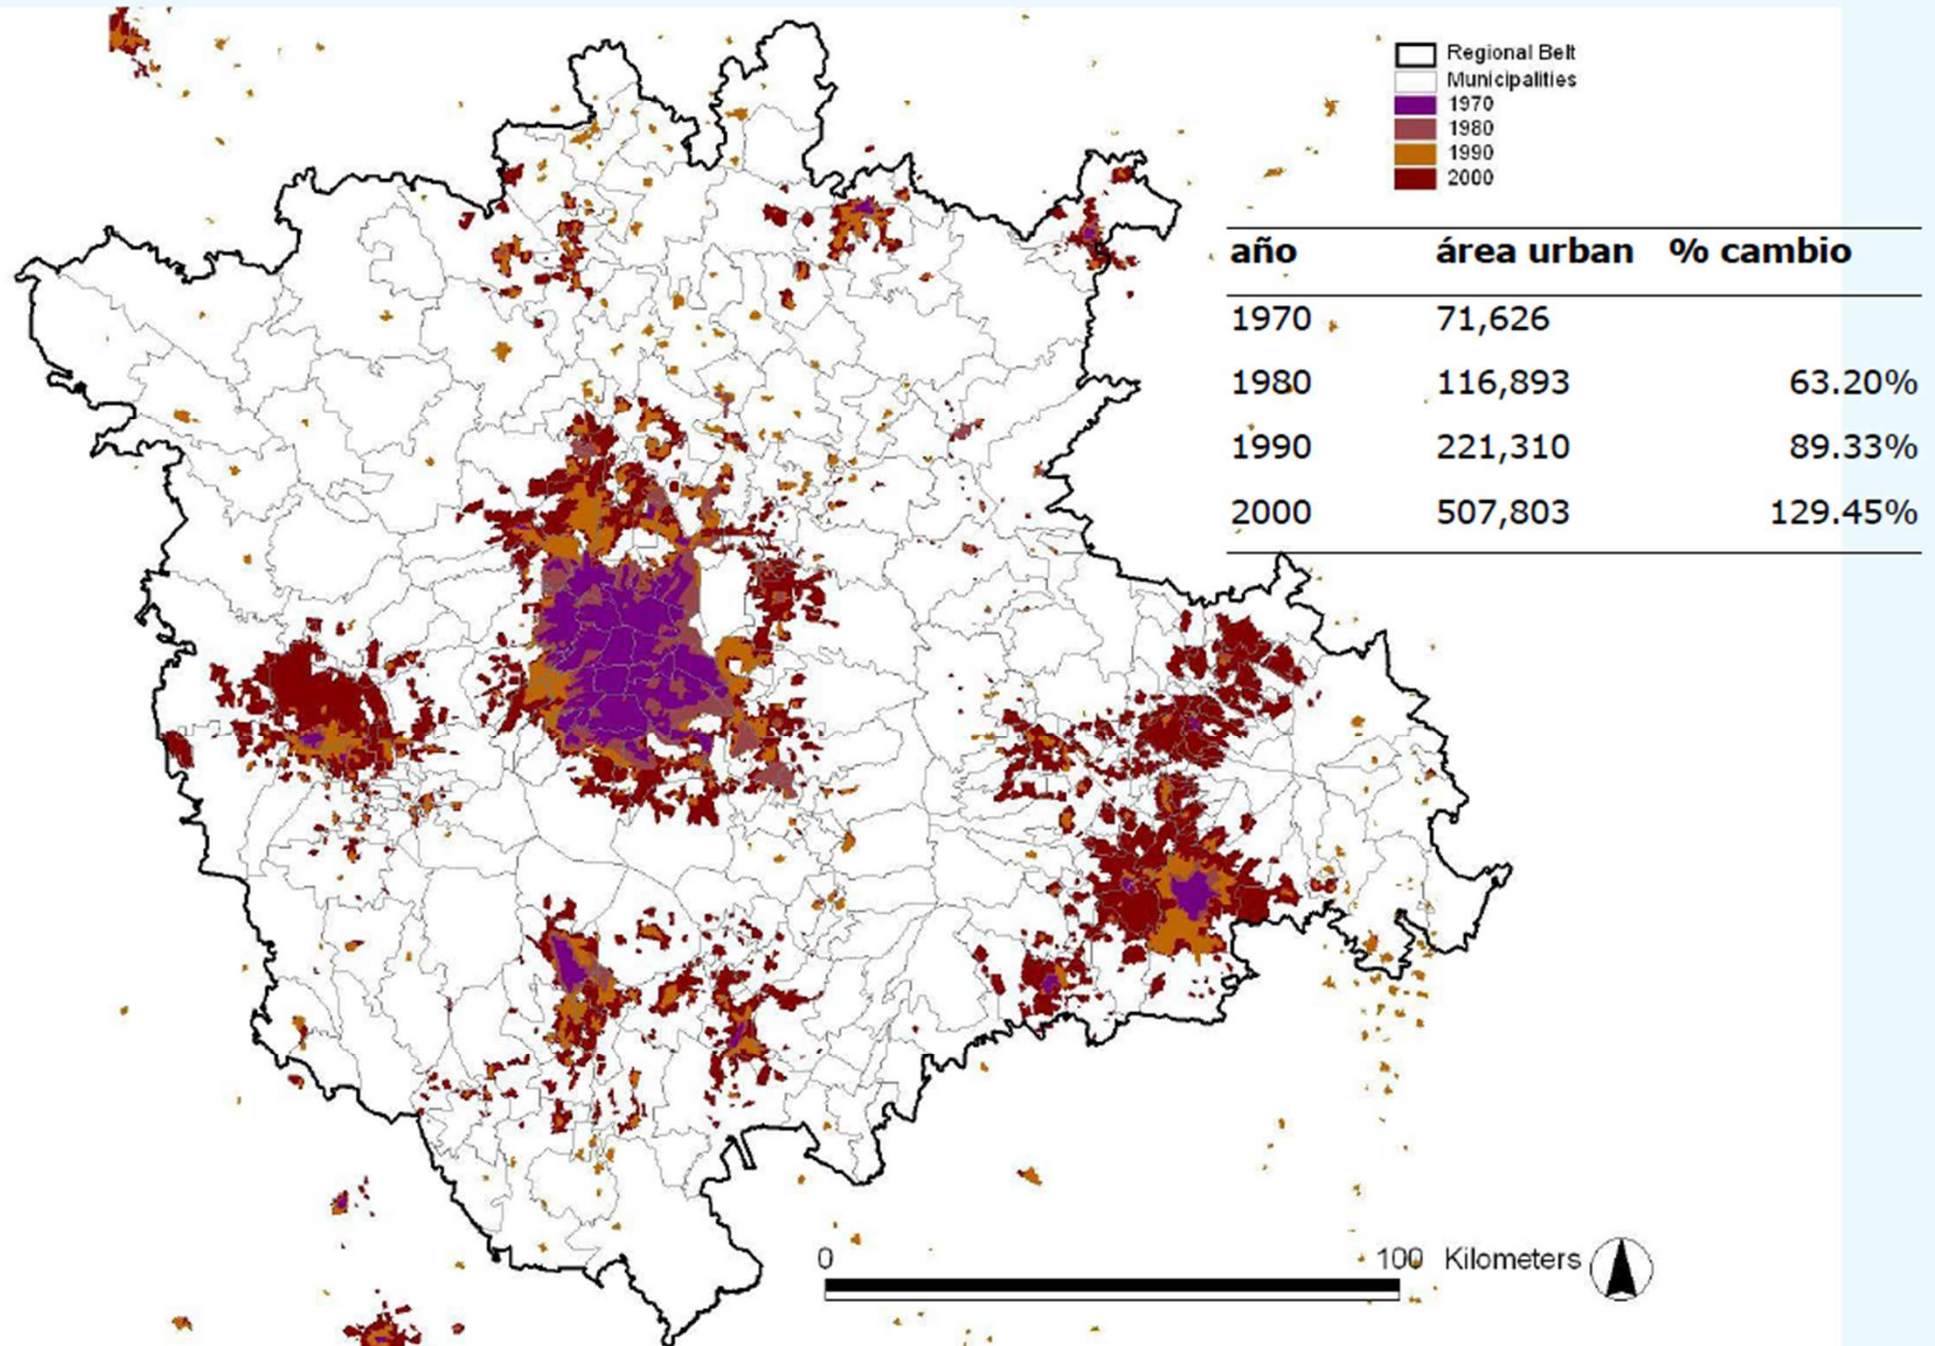 Regional Belt
Municipalities
1970
1980
1990
2000
año área urban % cambio
1970 71,626
1980 116,893 63.20%
1990 221,310 89.33%
2000 507,803 129.45%
0 100 Kilometers